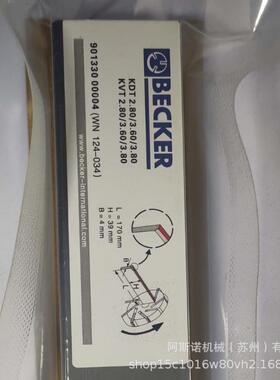 BECKER
KDT 2.80/3.60/3.80
KVT 2.80/3.60/3.80
901330 00004 (WN 124-034)
www.becker-international.com
L = 170 mm
H = 39 mm
B = 4 mm
B
L
H
阿斯诺机械（苏州）有
shop15c1016w80vh2.168